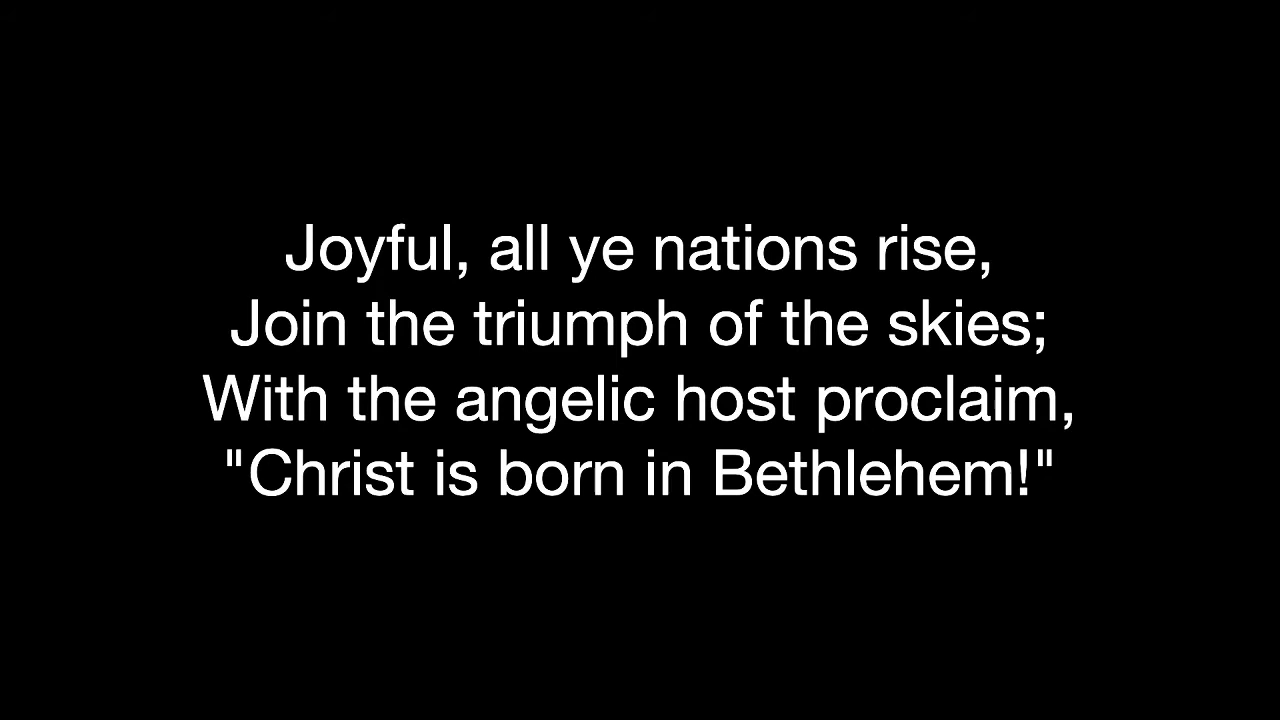 Joyful, all ye nations rise,
Join the triumph of the skies;
With the angelic host proclaim,
"Christ is born in Bethlehem!"